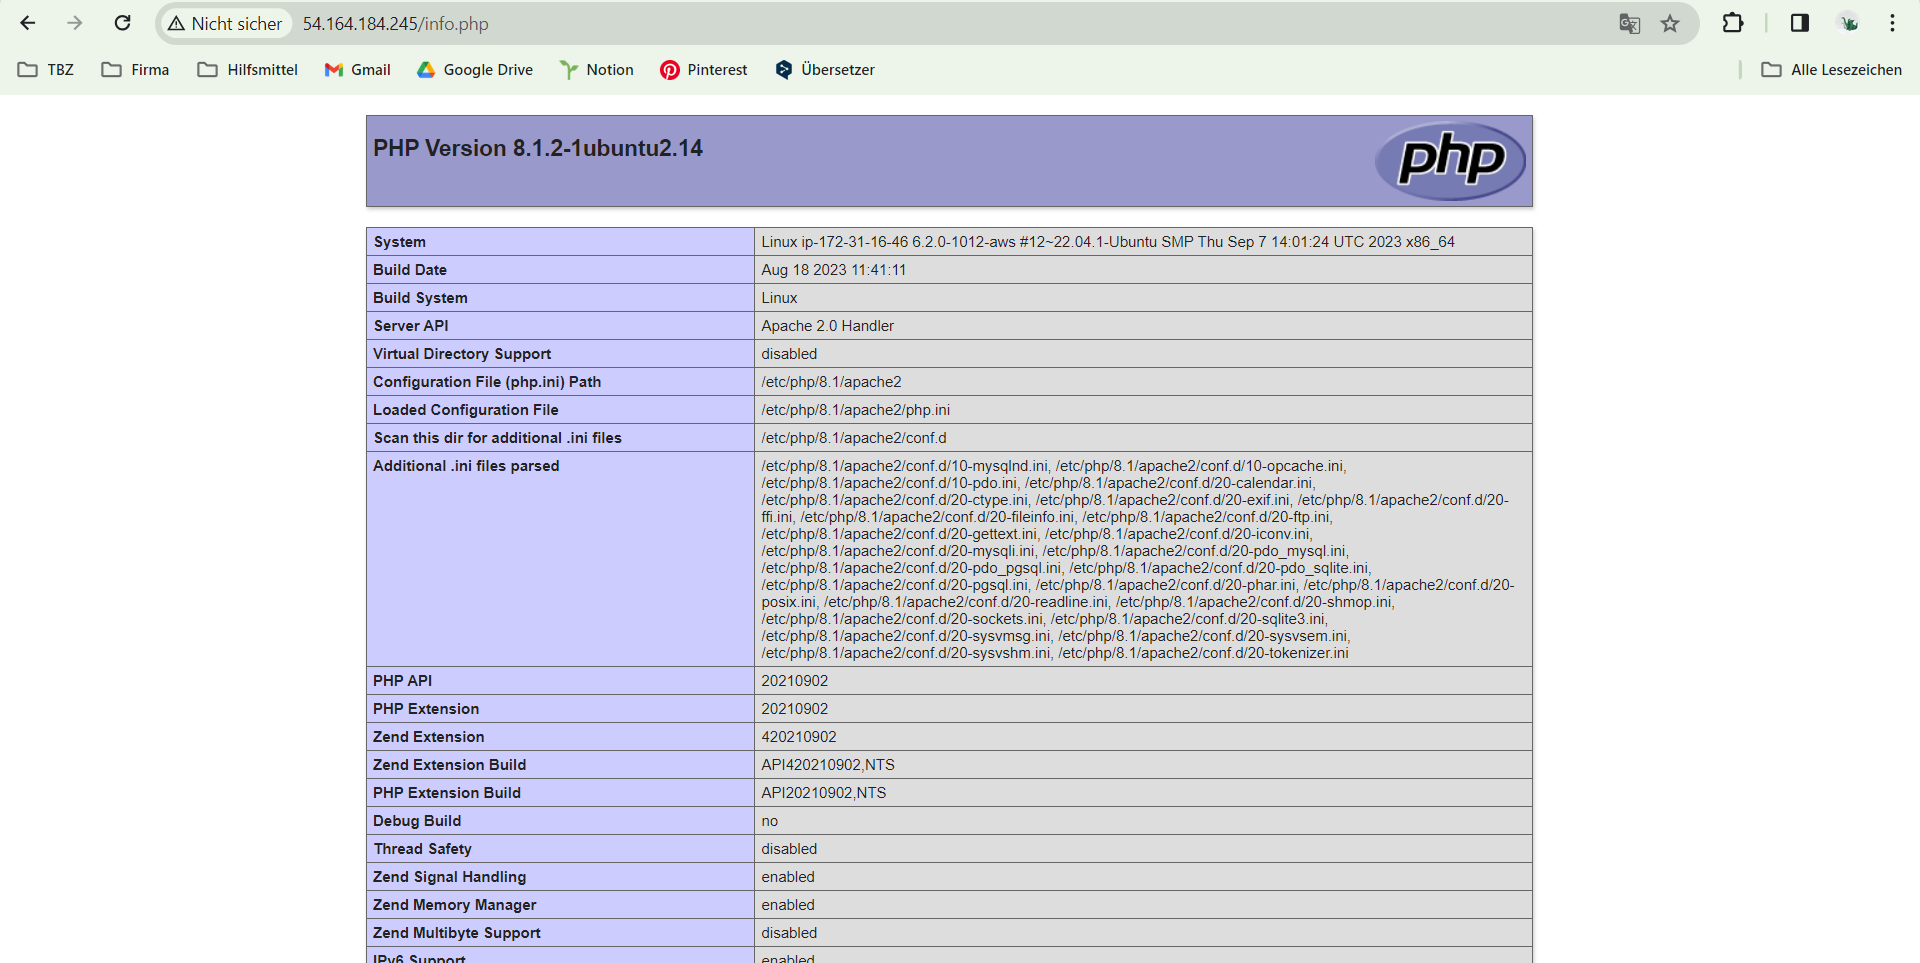 Nicht sicher 54.164.184.245/info.php
TBZ Firma Hilfsmittel Gmail Google Drive Notion Pinterest Übersetzer Alle Lesezeichen
PHP Version 8.1.2-1ubuntu2.14
php
System Linux ip-172-31-16-46 6.2.0-1012-aws #12~22.04.1-Ubuntu SMP Thu Sep 7 14:01:24 UTC 2023 x86_64
Build Date Aug 18 2023 11:41:11
Build System Linux
Server API Apache 2.0 Handler
Virtual Directory Support disabled
Configuration File (php.ini) Path /etc/php/8.1/apache2
Loaded Configuration File /etc/php/8.1/apache2/php.ini
Scan this dir for additional .ini files /etc/php/8.1/apache2/conf.d
Additional .ini files parsed /etc/php/8.1/apache2/conf.d/10-mysqlnd.ini, /etc/php/8.1/apache2/conf.d/10-opcache.ini,
/etc/php/8.1/apache2/conf.d/10-pdo.ini, /etc/php/8.1/apache2/conf.d/20-calendar.ini,
/etc/php/8.1/apache2/conf.d/20-ctype.ini, /etc/php/8.1/apache2/conf.d/20-exif.ini, /etc/php/8.1/apache2/conf.d/20-
ffi.ini, /etc/php/8.1/apache2/conf.d/20-fileinfo.ini, /etc/php/8.1/apache2/conf.d/20-ftp.ini,
/etc/php/8.1/apache2/conf.d/20-gettext.ini, /etc/php/8.1/apache2/conf.d/20-iconv.ini,
/etc/php/8.1/apache2/conf.d/20-mysqli.ini, /etc/php/8.1/apache2/conf.d/20-pdo_mysql.ini,
/etc/php/8.1/apache2/conf.d/20-pdo_pgsql.ini, /etc/php/8.1/apache2/conf.d/20-pdo_sqlite.ini,
/etc/php/8.1/apache2/conf.d/20-pgsql.ini, /etc/php/8.1/apache2/conf.d/20-phar.ini, /etc/php/8.1/apache2/conf.d/20-
posix.ini, /etc/php/8.1/apache2/conf.d/20-readline.ini, /etc/php/8.1/apache2/conf.d/20-shmop.ini,
/etc/php/8.1/apache2/conf.d/20-sockets.ini, /etc/php/8.1/apache2/conf.d/20-sqlite3.ini,
/etc/php/8.1/apache2/conf.d/20-sysvmsg.ini, /etc/php/8.1/apache2/conf.d/20-sysvsem.ini,
/etc/php/8.1/apache2/conf.d/20-sysvshm.ini, /etc/php/8.1/apache2/conf.d/20-tokenizer.ini
PHP API 20210902
PHP Extension 20210902
Zend Extension 420210902
Zend Extension Build API420210902,NTS
PHP Extension Build API20210902,NTS
Debug Build no
Thread Safety disabled
Zend Signal Handling enabled
Zend Memory Manager enabled
Zend Multibyte Support disabled
IPv6 Support enabled